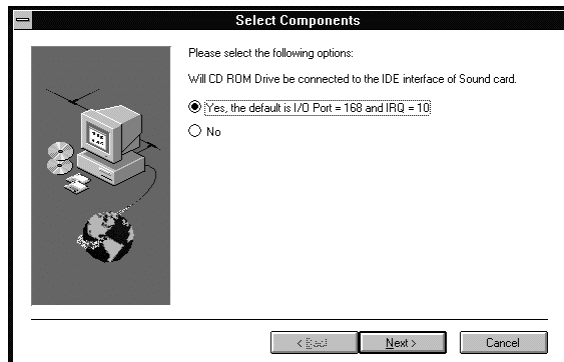 Select Components
Please select the following options:
Will CD ROM Drive be connected to the IDE interface of Sound card.
Yes, the default is I/O Port = 168 and IRQ = 10
No
< Back
Next >
Cancel